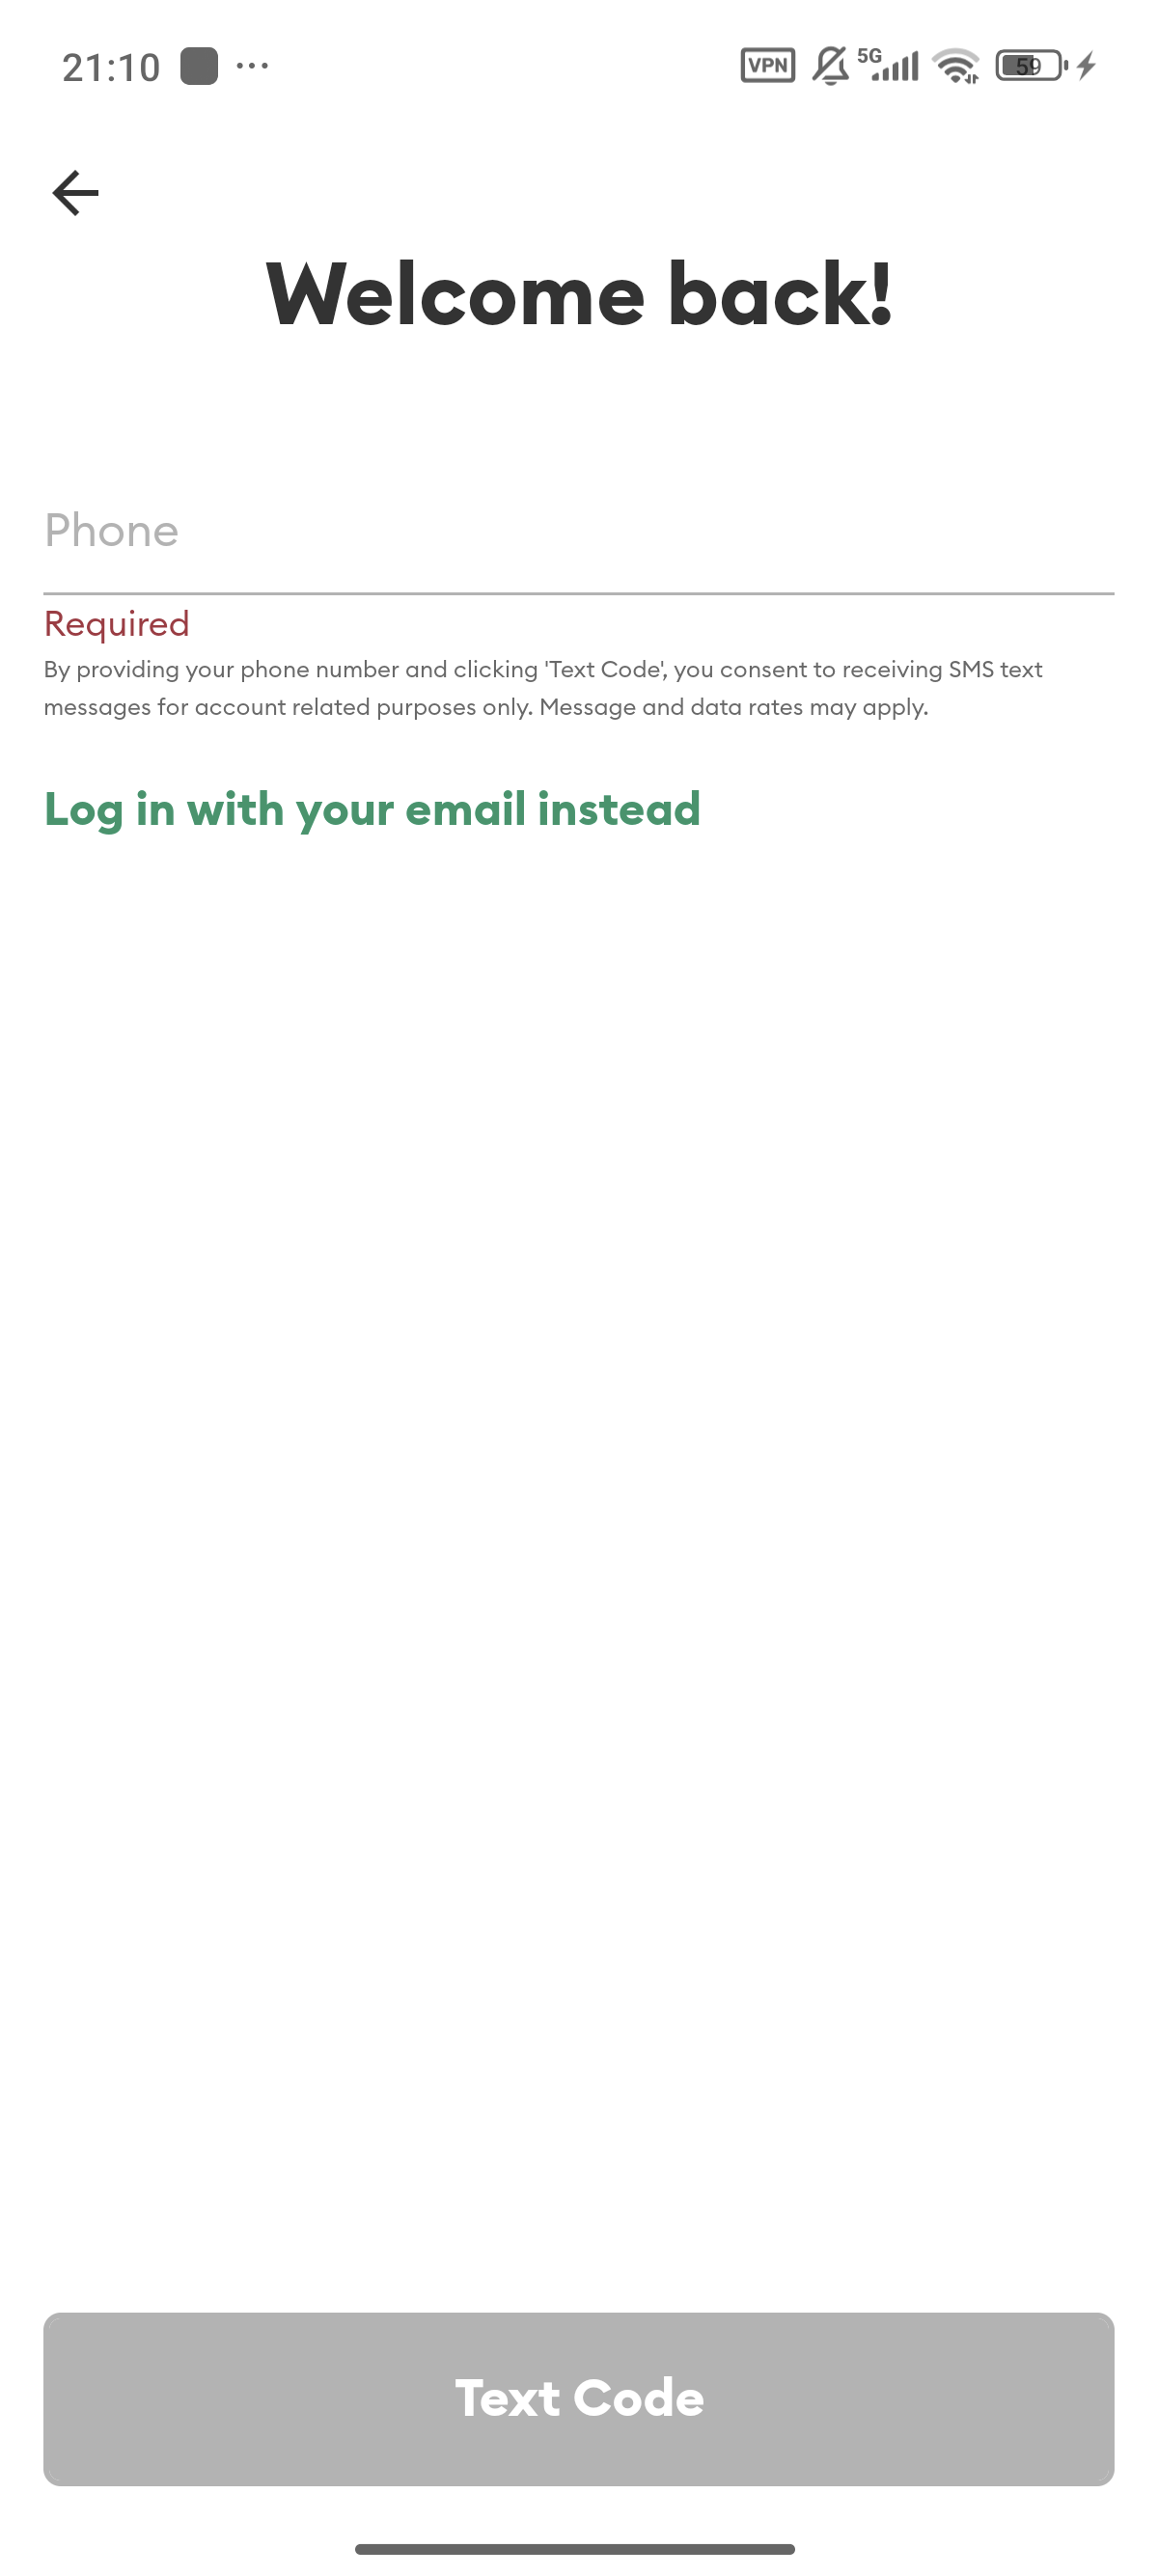 21:10
VPN 5G 59
Welcome back!
Phone
Required
By providing your phone number and clicking 'Text Code', you consent to receiving SMS text
messages for account related purposes only. Message and data rates may apply.
Log in with your email instead
Text Code